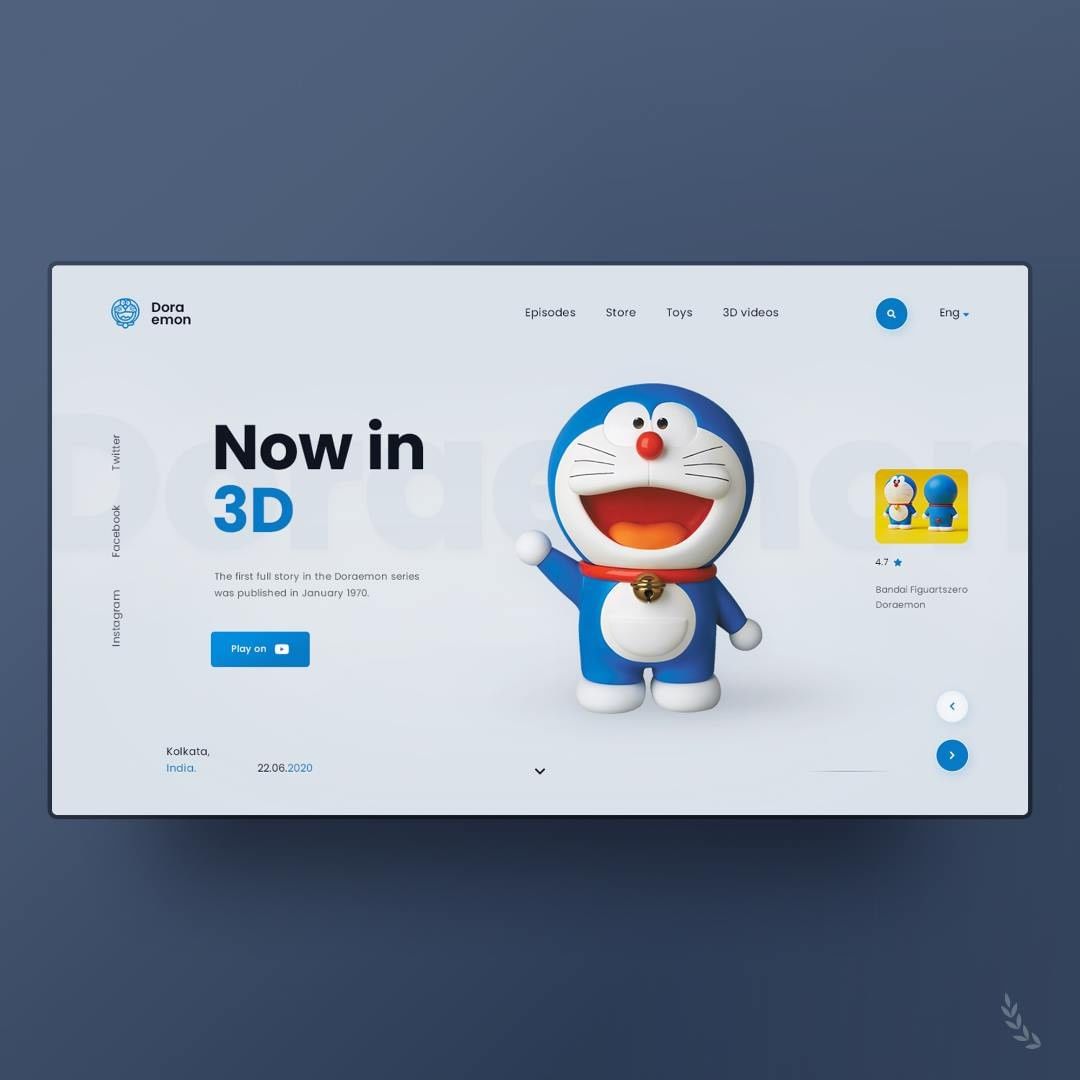 Dora
emon
Episodes
Store
Toys
3D videos
Eng
Doraemon
Twitter
Facebook
Instagram
Now in
3D
The first full story in the Doraemon series
was published in January 1970.
Play on
4.7
Bandai Figuartszero
Doraemon
Kolkata,
India.
22.06.2020